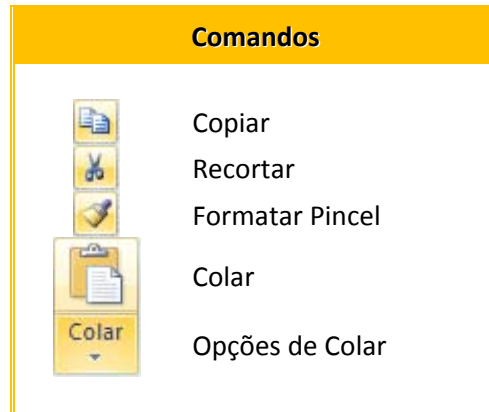 Comandos
Copiar
Recortar
Formatar Pincel
Colar
Colar
Opções de Colar